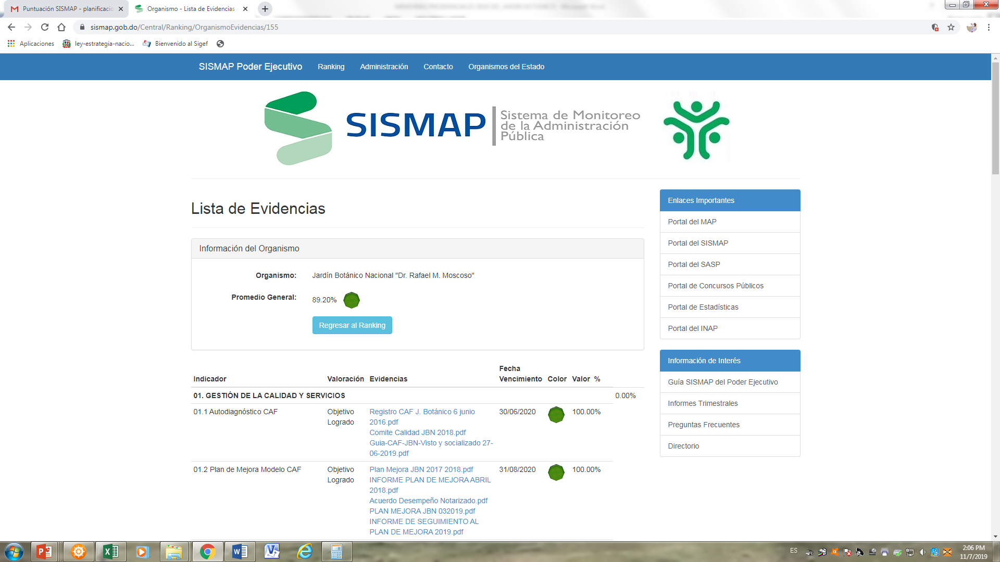 Puntuación SISMAP - planificacio
Organismo - Lista de Evidencias
sismap.gob.do/Central/Ranking/OrganismoEvidencias/155
Aplicaciones
ley-estrategia-nacio...
Bienvenido al Sigef
SISMAP Poder Ejecutivo
Ranking
Administración
Contacto
Organismos del Estado
SISMAP
Sistema de Monitoreo
de la Administración
Pública
Lista de Evidencias
Información del Organismo
Organismo: Jardín Botánico Nacional "Dr. Rafael M. Moscoso"
Promedio General: 89.20%
Regresar al Ranking
Indicador Valoración Evidencias Fecha Vencimiento Color Valor %
01. GESTIÓN DE LA CALIDAD Y SERVICIOS 0.00%
01.1 Autodiagnóstico CAF
Objetivo
Logrado
Registro CAF J. Botánico 6 junio
2016.pdf
Comite Calidad JBN 2018.pdf
Guia-CAF-JBN-Visto y socializado 27-
06-2019.pdf
30/06/2020
100.00%
01.2 Plan de Mejora Modelo CAF
Objetivo
Logrado
Plan Mejora JBN 2017 2018.pdf
INFORME PLAN DE MEJORA ABRIL
2018.pdf
Acuerdo Desempeño Notarizado.pdf
PLAN MEJORA JBN 032019.pdf
INFORME DE SEGUIMIENTO AL
PLAN DE MEJORA 2019.pdf
31/08/2020
100.00%
Enlaces Importantes
Portal del MAP
Portal del SISMAP
Portal del SASP
Portal de Concursos Públicos
Portal de Estadísticas
Portal del INAP
Información de Interés
Guía SISMAP del Poder Ejecutivo
Informes Trimestrales
Preguntas Frecuentes
Directorio
ES
2:06 PM
11/7/2019